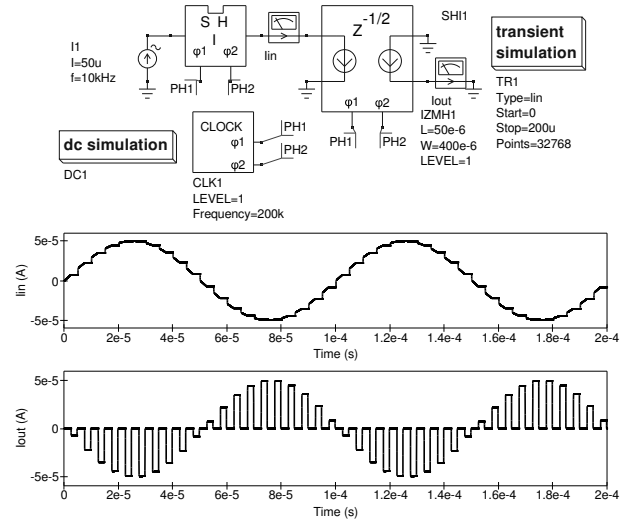 S H
I
φ1 φ2
I1
I=50u
f=10kHz
PH1
PH2
Iin
Z-1/2
φ1 φ2
PH1
PH2
SHI1
Iout
IZMH1
L=50e-6
W=400e-6
LEVEL=1
transient
simulation
TR1
Type=lin
Start=0
Stop=200u
Points=32768
dc simulation
DC1
CLOCK
φ1
φ2
PH1
PH2
CLK1
LEVEL=1
Frequency=200k
Iin (A)
5e-5
0
-5e-5
0 2e-5 4e-5 6e-5 8e-5 1e-4 1.2e-4 1.4e-4 1.6e-4 1.8e-4 2e-4
Time (s)
Iout (A)
5e-5
0
-5e-5
0 2e-5 4e-5 6e-5 8e-5 1e-4 1.2e-4 1.4e-4 1.6e-4 1.8e-4 2e-4
Time (s)